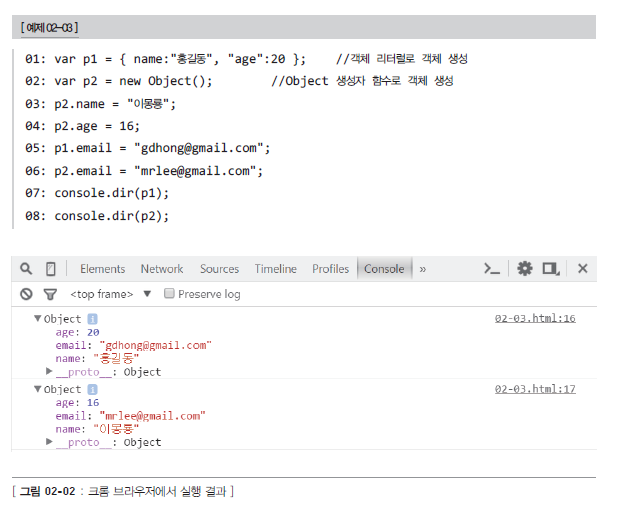 [ 예제 02-03 ]
01: var p1 = { name:"홍길동", "age":20 };    //객체 리터럴로 객체 생성
02: var p2 = new Object();        //Object 생성자 함수로 객체 생성
03: p2.name = "이몽룡";
04: p2.age = 16;
05: p1.email = "gdhong@gmail.com";
06: p2.email = "mrlee@gmail.com";
07: console.dir(p1);
08: console.dir(p2);
Elements Network Sources Timeline Profiles Console »
<top frame> ▼ Preserve log
▼Object i 02-03.html:16
age: 20
email: "gdhong@gmail.com"
name: "홍길동"
▶__proto__: Object
▼Object i 02-03.html:17
age: 16
email: "mrlee@gmail.com"
name: "이몽룡"
▶__proto__: Object
[ 그림 02-02 : 크롬 브라우저에서 실행 결과 ]